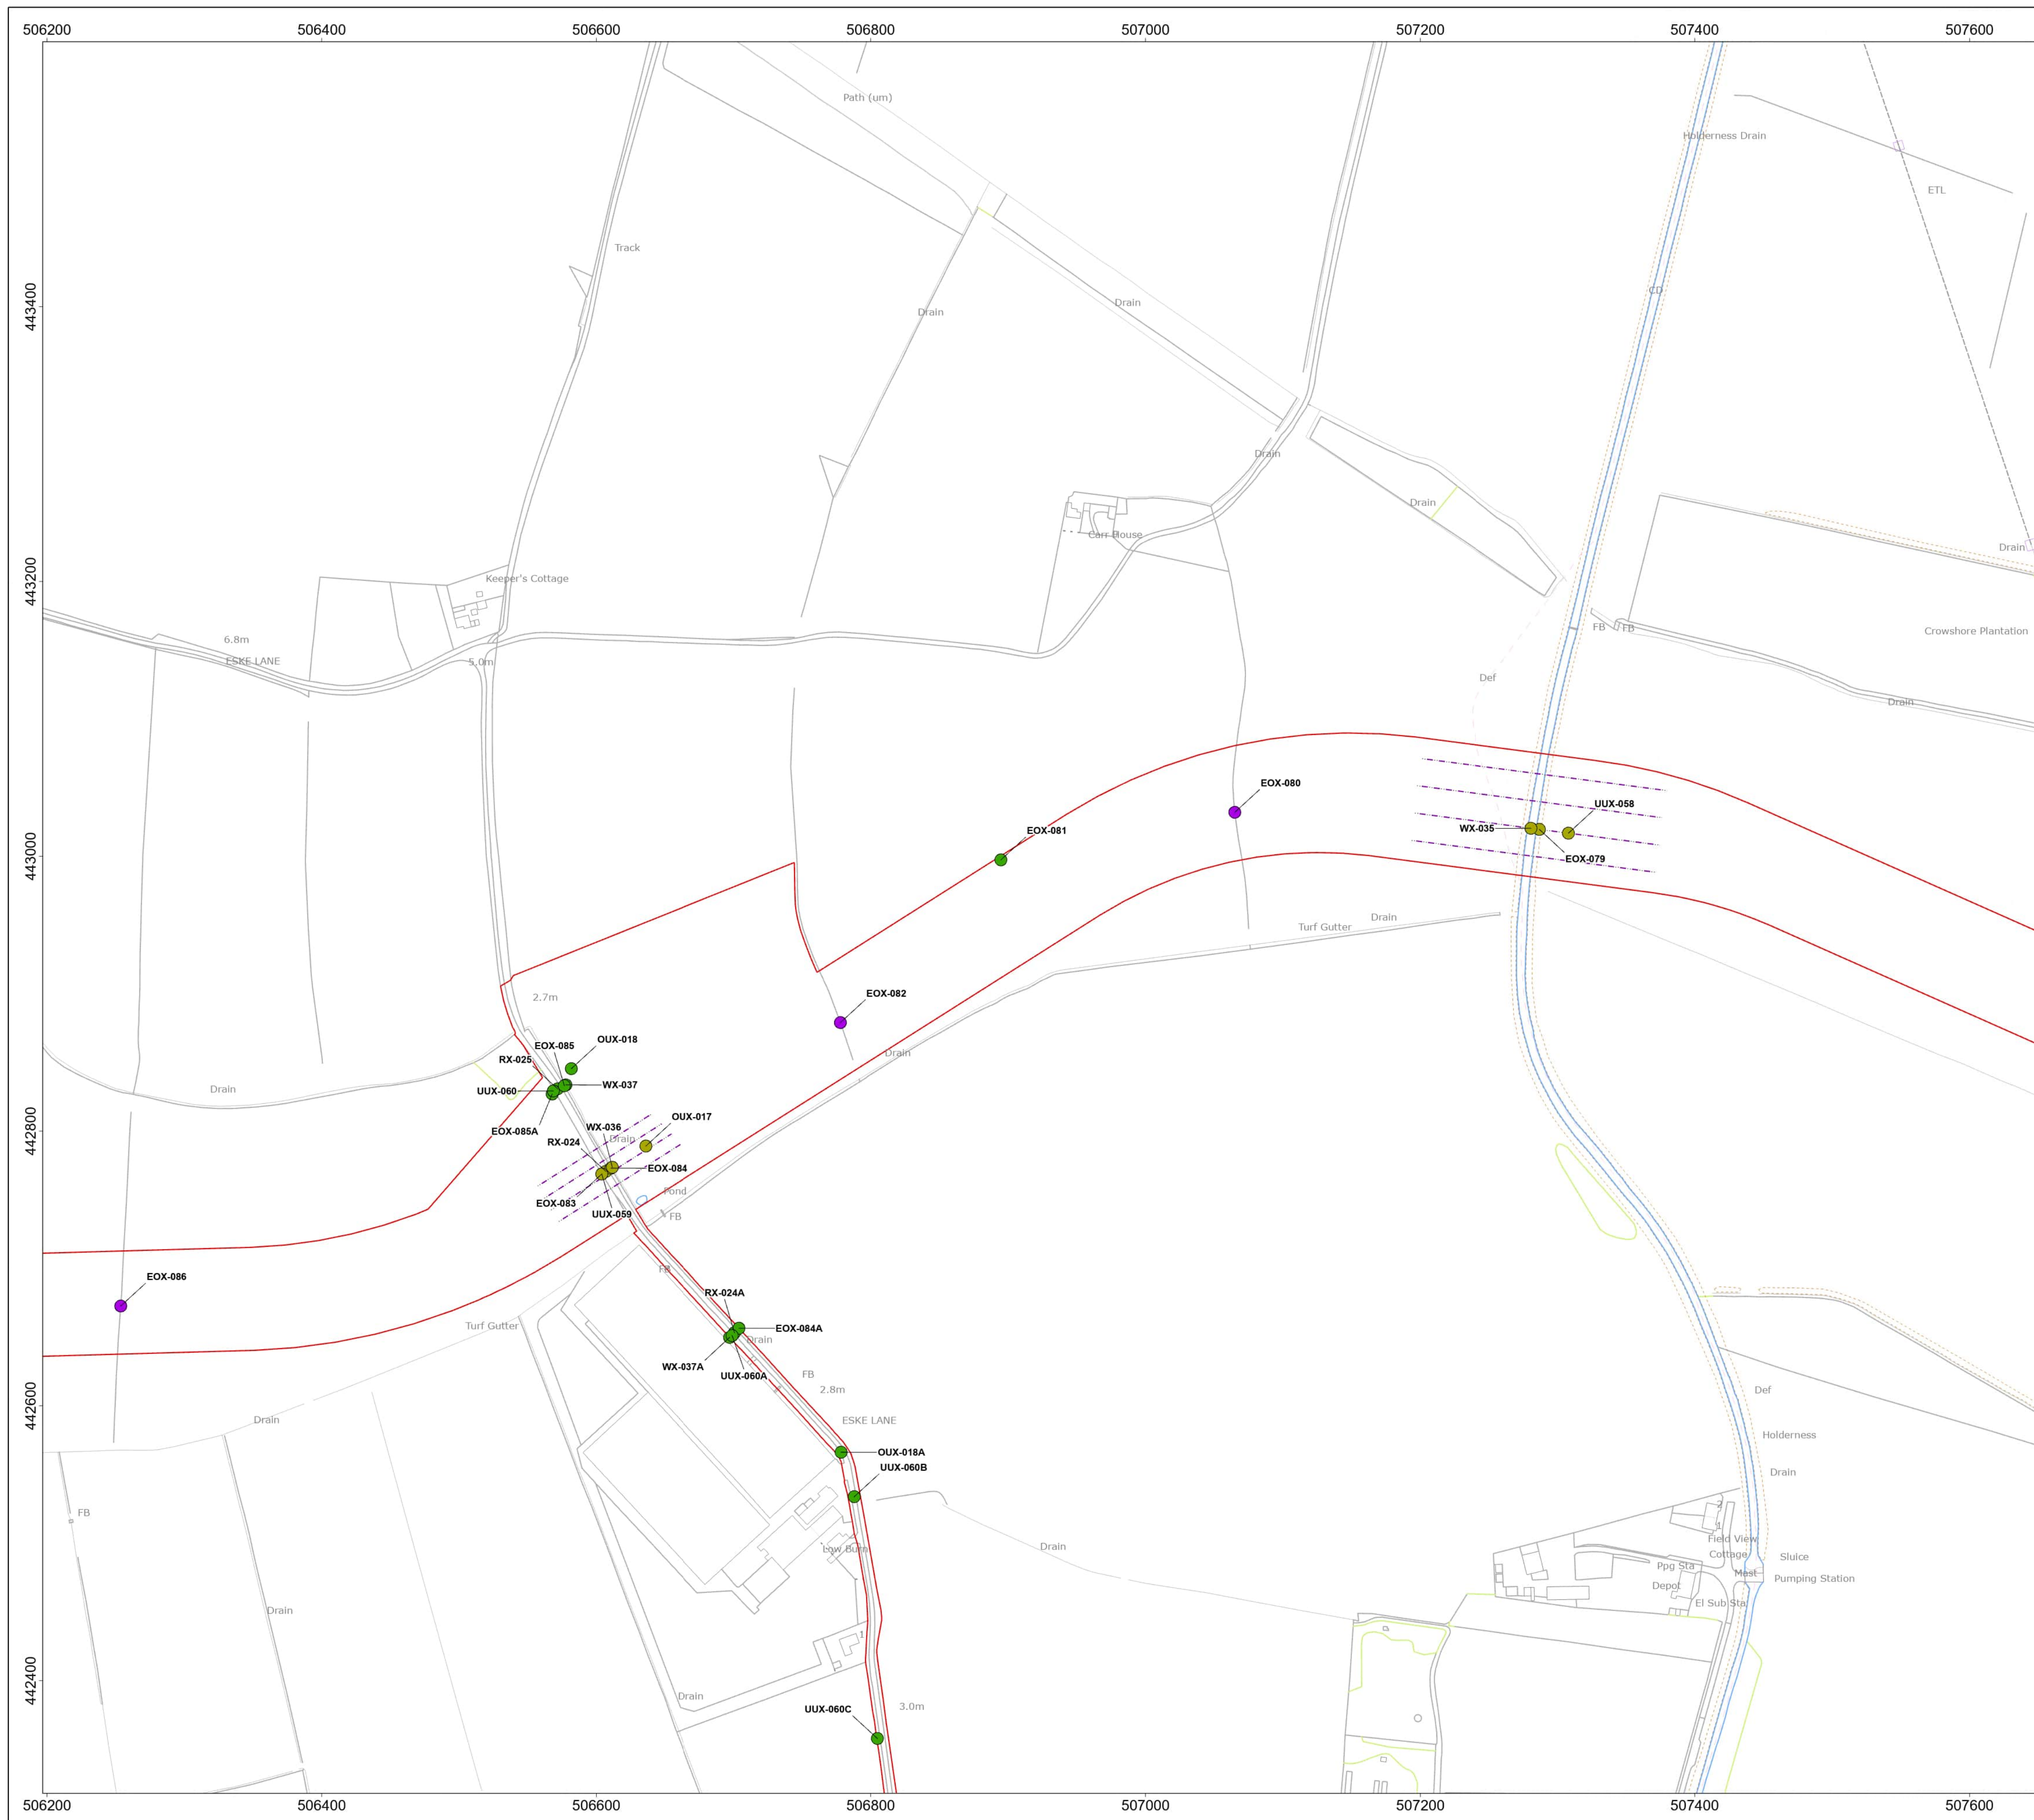 506200 506400 506600 506800 507000 507200 507400 507600
Path (um)
Holderness Drain
ETL
Track
443400
CD
Drain
Drain
Drain
Drain
Drain
Carr House
Keeper's Cottage
443200
FB
FB
Crowshore Plantation
6.8m
ESKE LANE
5.0m
Def
Drain
EOX-080
UUX-058
WX-035
EOX-081
EOX-079
443000
Drain
Turf Gutter
EOX-082
2.7m
OUX-018
EOX-085
RX-025
Drain
WX-037
UUX-060
Drain
OUX-017
WX-036
EOX-085A
RX-024
Drain
442800
EOX-084
Pond
EOX-083
UUX-059
FB
FB
EOX-086
RX-024A
Turf Gutter
EOX-084A
Drain
WX-037A
UUX-060A
FB
2.8m
Def
442600
Drain
ESKE LANE
Holderness
OUX-018A
UUX-060B
Drain
FB
2
1
Field View
Low Burn
Drain
Cottage
Sluice
Ppg Sta
Mast
Pumping Station
Depot
El Sub Sta
Drain
1
442400
Drain
UUX-060C
3.0m
506200 506400 506600 506800 507000 507200 507400 507600